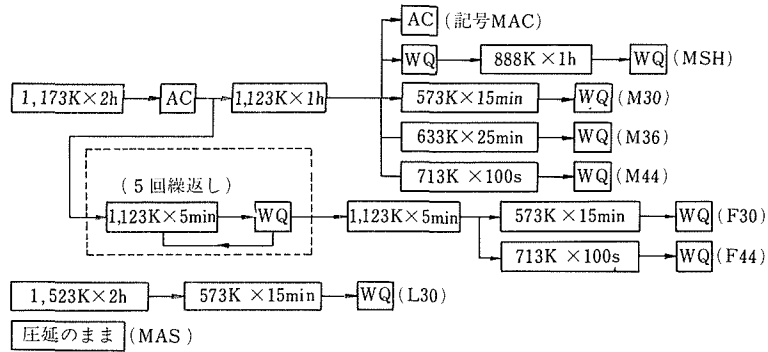 AC (記号MAC)
WQ 888K × 1h WQ (MSH)
1,173K×2h AC 1,123K×1h 573K×15min WQ (M30)
633K×25min WQ (M36)
713K ×100s WQ (M44)
(5回繰返し)
1,123K×5min WQ 1,123K×5min 573K×15min WQ (F30)
713K ×100s WQ (F44)
1,523K×2h 573K ×15min WQ (L30)
圧延のまま (MAS)